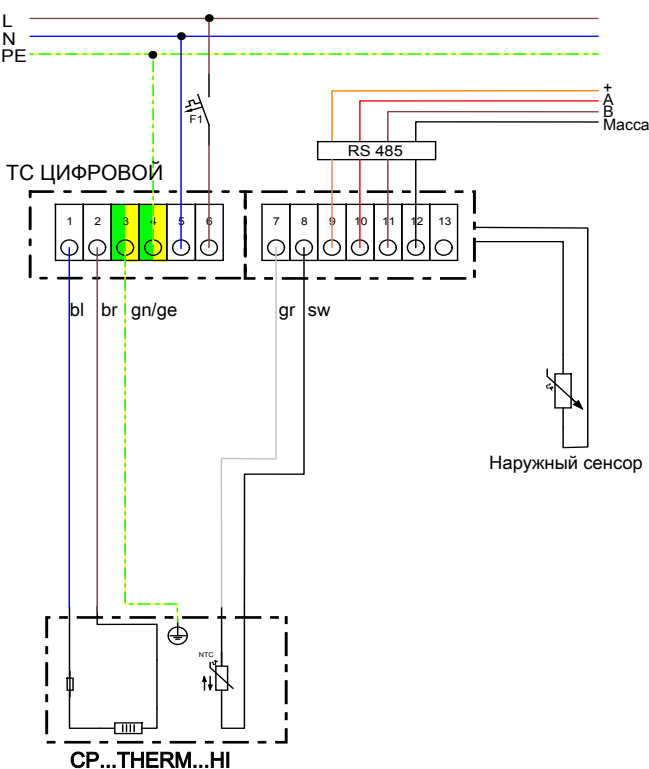 L
N
PE
+
A
B
Масса
F1
RS 485
ТС ЦИФРОВОЙ
1 2 3 4 5 6 7 8 9 10 11 12 13
bl br gn/ge gr sw
Наружный сенсор
NTC
CP...THERM...HI